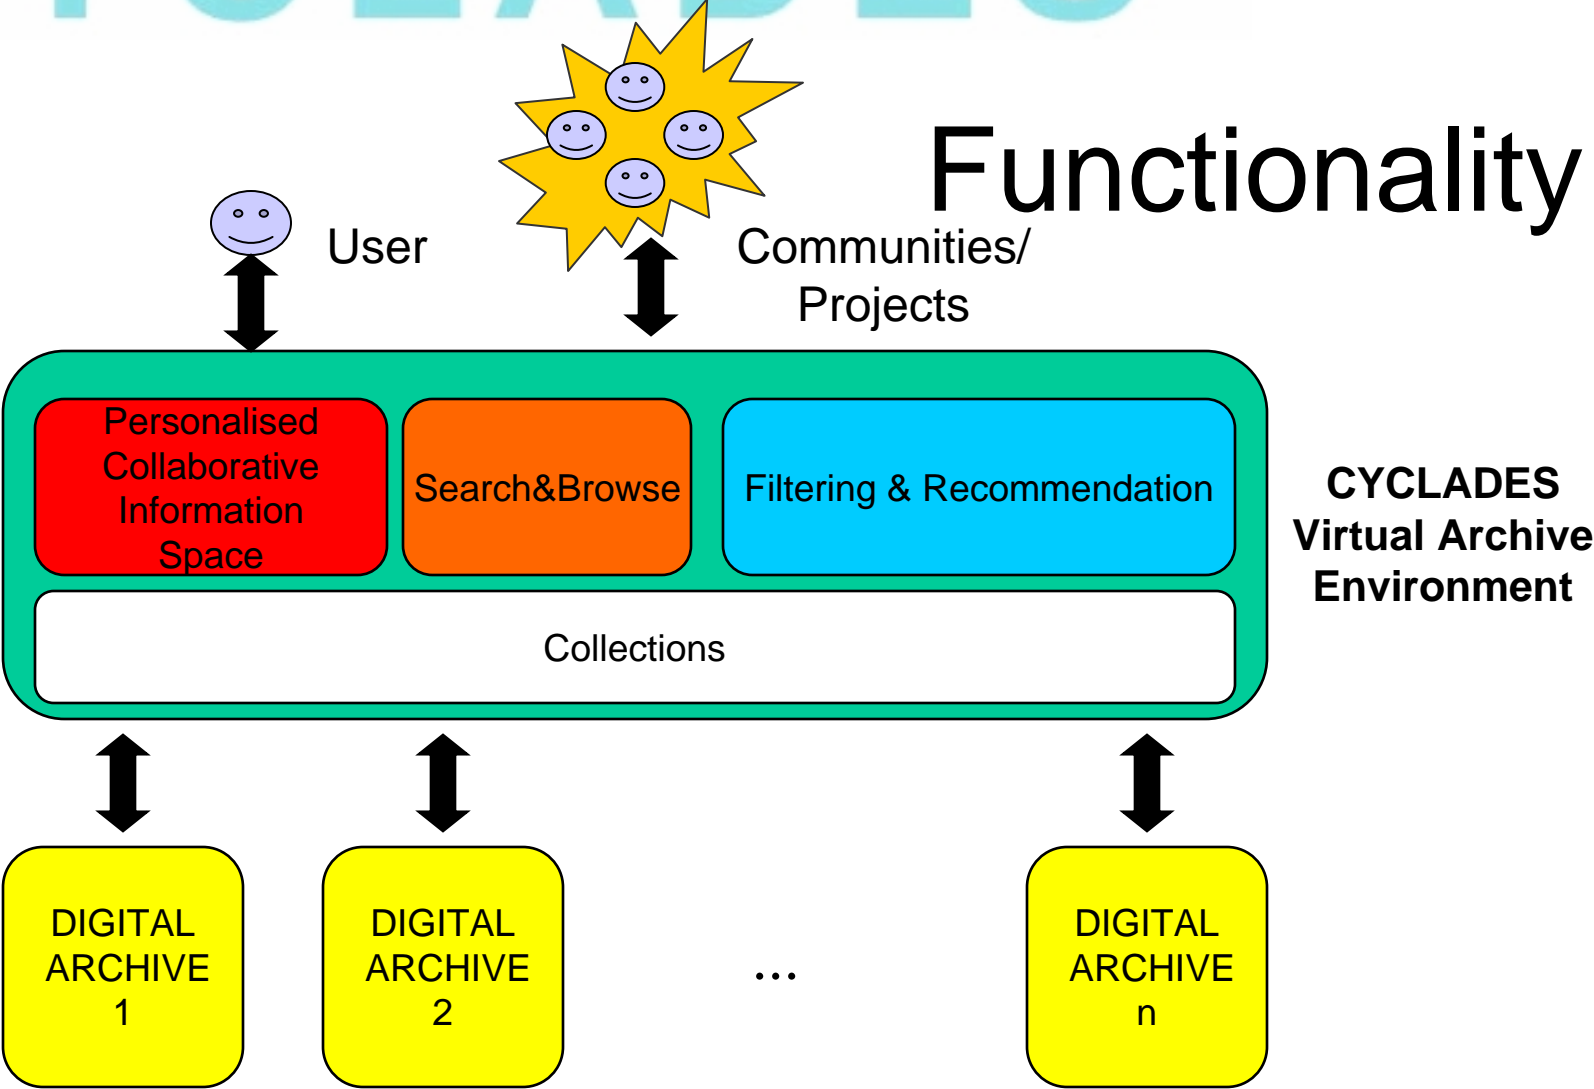 CYCLADES
Functionality
User
Communities/
Projects
Personalised
Collaborative
Information
Space
Search&Browse
Filtering & Recommendation
CYCLADES
Virtual Archive
Environment
Collections
DIGITAL
ARCHIVE
1
DIGITAL
ARCHIVE
2
...
DIGITAL
ARCHIVE
n